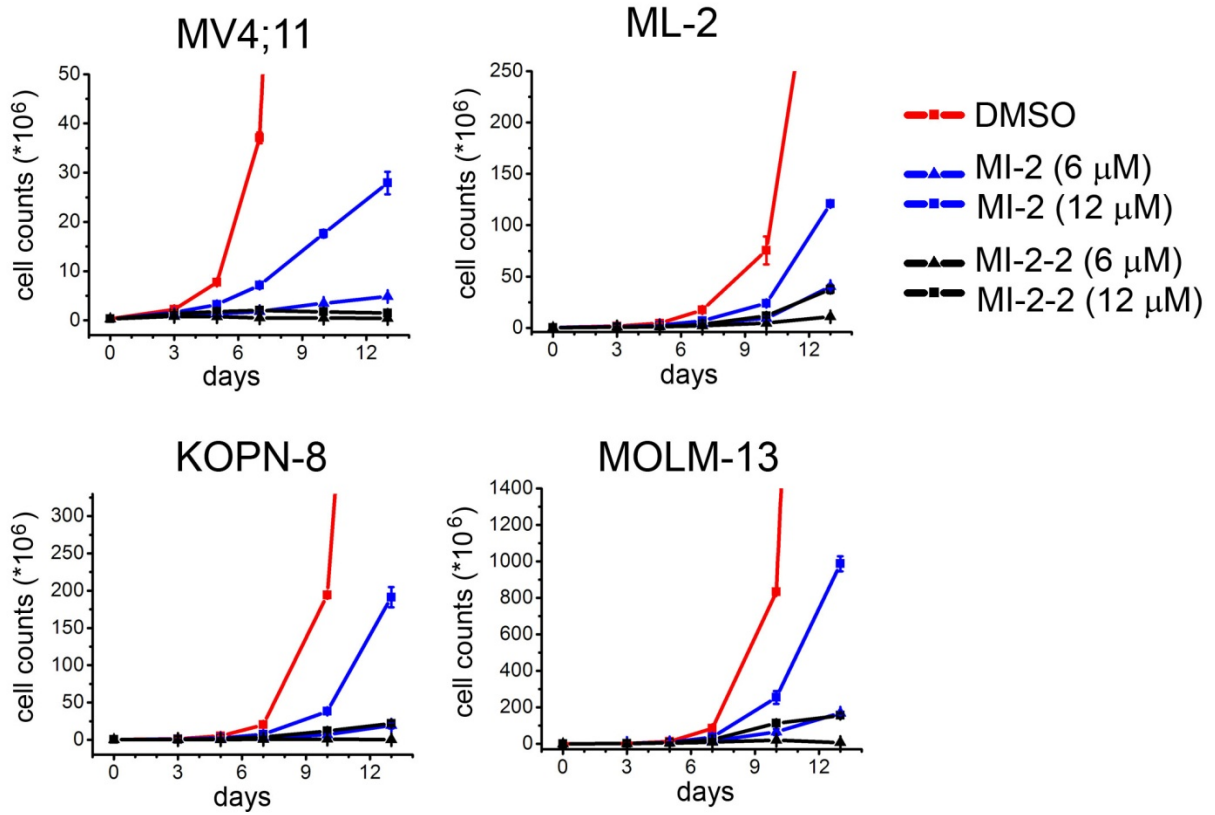 MV4;11
50
40
30
20
10
0
cell counts (*10⁶)
0 3 6 9 12
days
ML-2
250
200
150
100
50
0
cell counts (*10⁶)
0 3 6 9 12
days
DMSO
MI-2 (6 μM)
MI-2 (12 μM)
MI-2-2 (6 μM)
MI-2-2 (12 μM)
KOPN-8
300
250
200
150
100
50
0
cell counts (*10⁶)
0 3 6 9 12
days
MOLM-13
1400
1200
1000
800
600
400
200
0
cell counts (*10⁶)
0 3 6 9 12
days